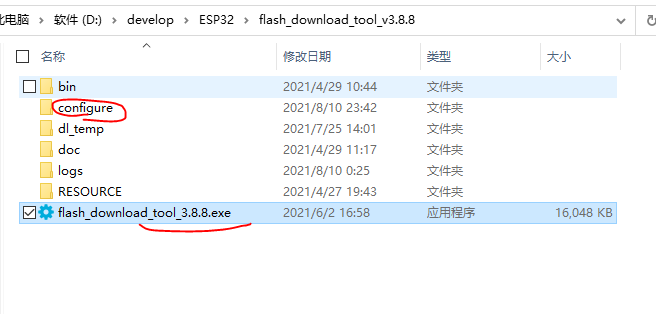 此电脑 > 软件 (D:) > develop > ESP32 > flash_download_tool_v3.8.8
名称 修改日期 类型 大小
bin 2021/4/29 10:44 文件夹
configure 2021/8/10 23:42 文件夹
dl_temp 2021/7/25 14:01 文件夹
doc 2021/4/29 11:17 文件夹
logs 2021/8/10 0:25 文件夹
RESOURCE 2021/4/27 19:43 文件夹
flash_download_tool_3.8.8.exe 2021/6/2 16:58 应用程序 16,048 KB